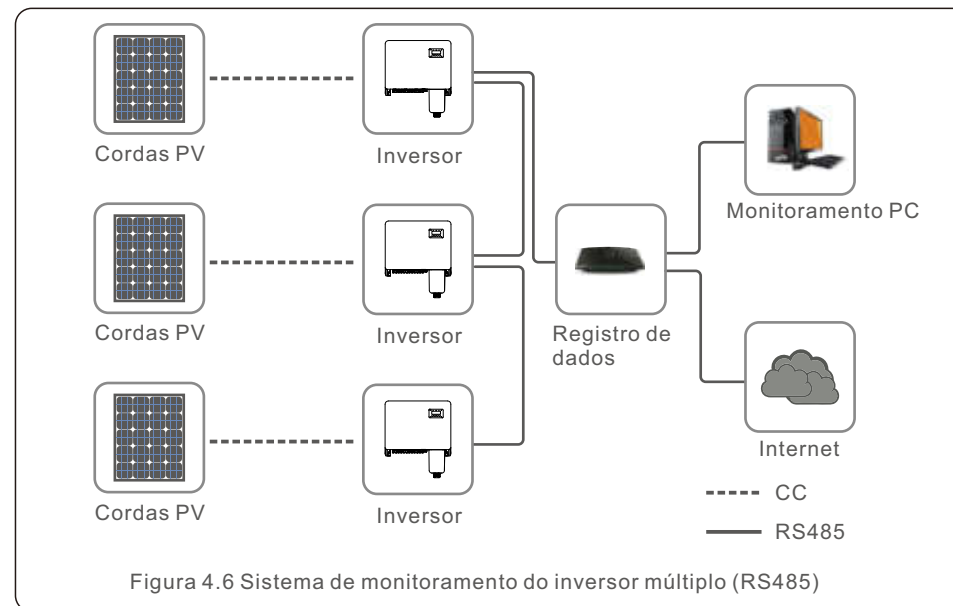 Cordas PV
Inversor
Monitoramento PC
Cordas PV
Inversor
Registro de
dados
Internet
Cordas PV
Inversor
CC
RS485
Figura 4.6 Sistema de monitoramento do inversor múltiplo (RS485)